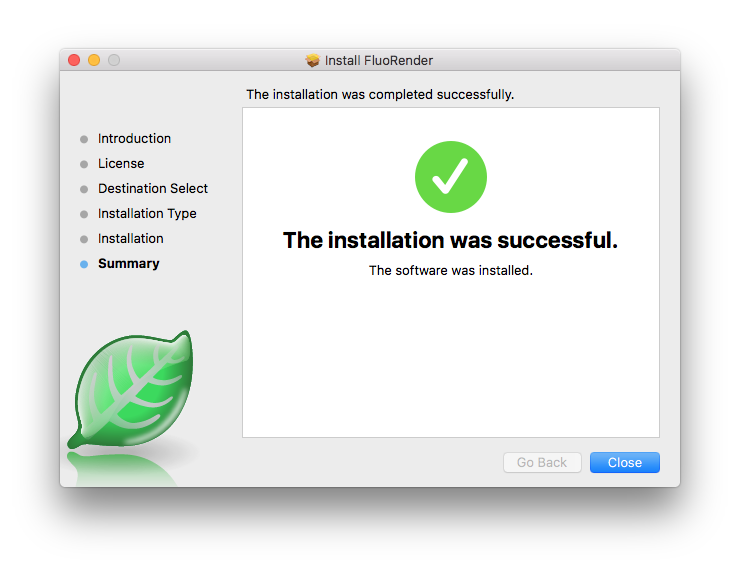 Install FluoRender
The installation was completed successfully.
Introduction
License
Destination Select
Installation Type
Installation
Summary
The installation was successful.
The software was installed.
Go Back
Close